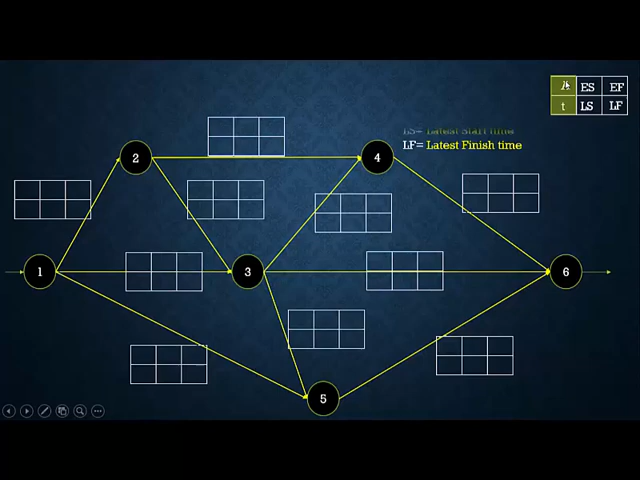 ES EF
t LS LF
LS= Latest Start time
LF= Latest Finish time
2
4
1
3
6
5